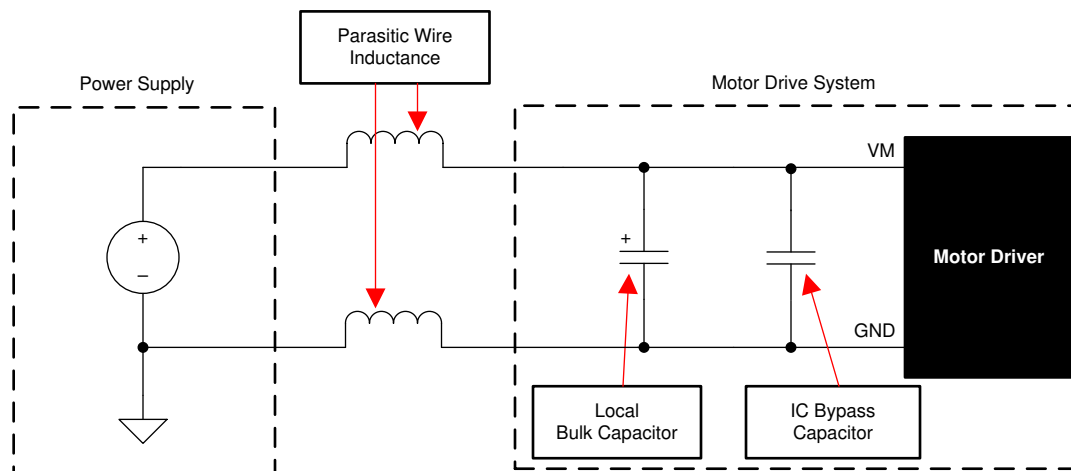 Parasitic Wire
Inductance
Power Supply
Motor Drive System
VM
+
+
–
Motor Driver
GND
Local
Bulk Capacitor
IC Bypass
Capacitor